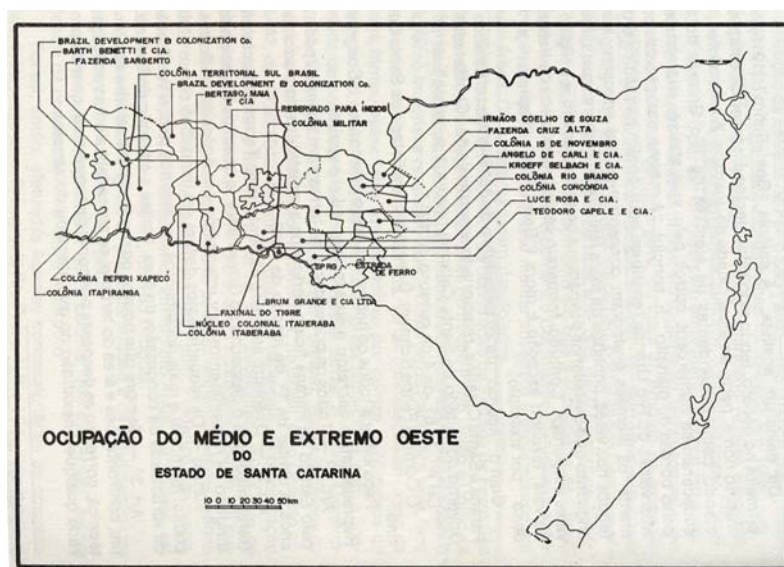 BRAZIL DEVELOPMENT & COLONIZATION Co.
BARTH BENETTI E CIA.
FAZENDA SARGENTO
COLÔNIA TERRITORIAL SUL BRASIL
BRAZIL DEVELOPMENT & COLONIZATION Co.
BERTASO, MAIA
E CIA
RESERVADO PARA ÍNDIOS
COLÔNIA MILITAR
IRMÃOS COELHO DE SOUZA
FAZENDA CRUZ ALTA
COLÔNIA 15 DE NOVEMBRO
ANGELO DE CARLI E CIA.
KROEFF SELBACH E CIA.
COLÔNIA RIO BRANCO
COLÔNIA CONCÓRDIA
LUCE ROSA E CIA.
TEODORO CAPELE E CIA.
SPRG
ESTRADA
DE FERRO
COLÔNIA PEPERI XAPECÓ
COLÔNIA ITAPIRANGA
BRUM GRANDE E CIA LTDA
FAXINAL DO TIGRE
NÚCLEO COLONIAL ITAUERABA
COLÔNIA ITABERABA
OCUPAÇÃO DO MÉDIO E EXTREMO OESTE
DO
ESTADO DE SANTA CATARINA
10 0 10 20 30 40 50km